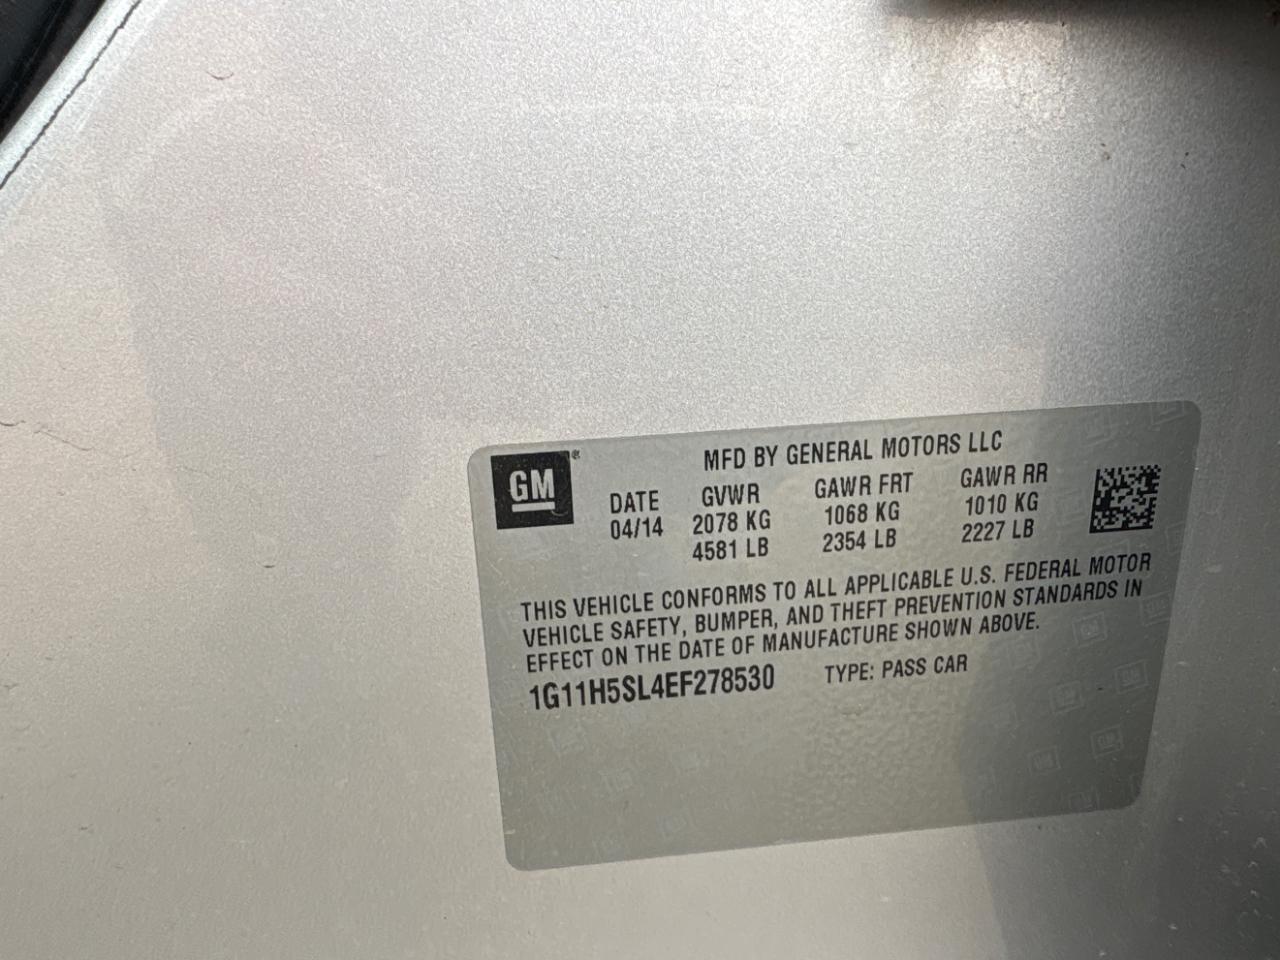 GM®
MFD BY GENERAL MOTORS LLC
DATE GVWR GAWR FRT GAWR RR
04/14 2078 KG 1068 KG 1010 KG
4581 LB 2354 LB 2227 LB
THIS VEHICLE CONFORMS TO ALL APPLICABLE U.S. FEDERAL MOTOR
VEHICLE SAFETY, BUMPER, AND THEFT PREVENTION STANDARDS IN
EFFECT ON THE DATE OF MANUFACTURE SHOWN ABOVE.
1G11H5SL4EF278530 TYPE: PASS CAR